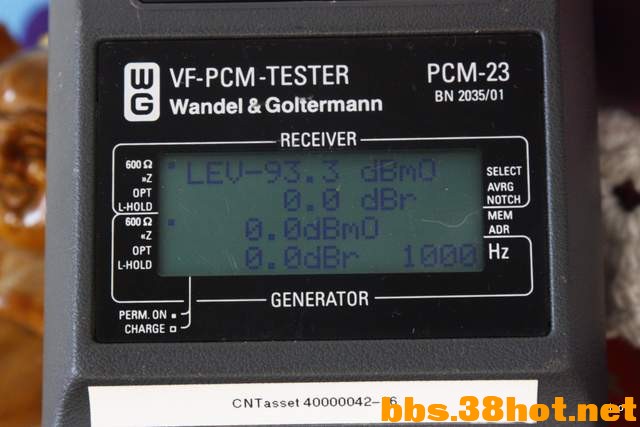 WG
VF-PCM-TESTER
Wandel & Goltermann
PCM-23
BN 2035/01
RECEIVER
600 Ω
»Z
OPT
L-HOLD
600 Ω
«Z
OPT
L-HOLD
LEV-93.3 dBm0
0.0 dBr
0.0dBm0
0.0dBr 1000
SELECT
AVRG
NOTCH
MEM
ADR
Hz
GENERATOR
PERM. ON
CHARGE
CNTasset 40000042-
bbs.38hot.net